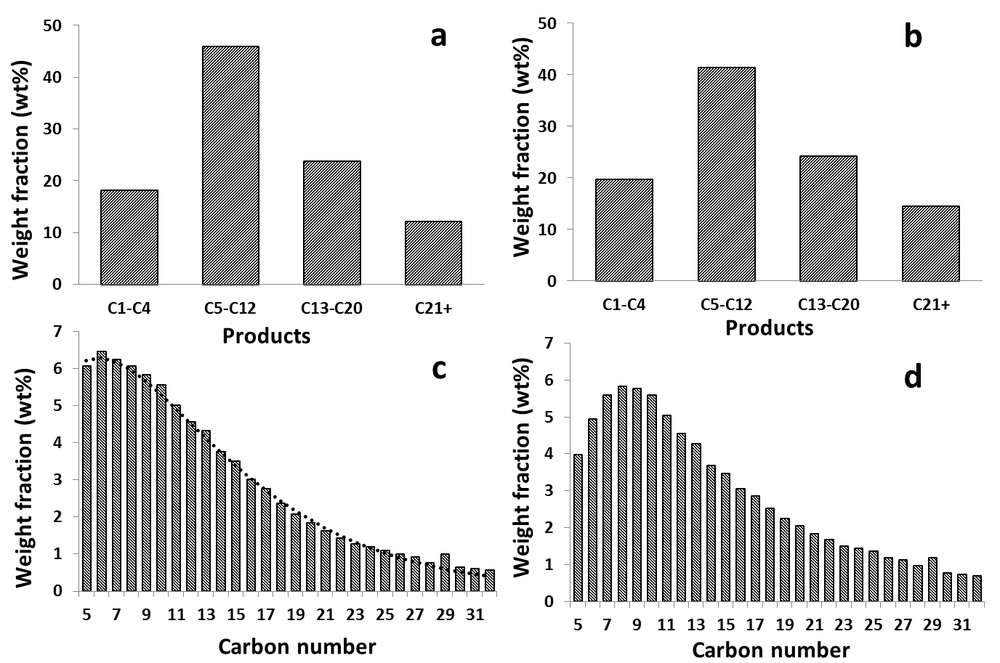 a
Weight fraction (wt%)
50
40
30
20
10
0
C1-C4 C5-C12 C13-C20 C21+
Products
b
Weight fraction (wt%)
50
40
30
20
10
0
C1-C4 C5-C12 C13-C20 C21+
Products
c
Weight fraction (wt%)
7
6
5
4
3
2
1
0
5 7 9 11 13 15 17 19 21 23 25 27 29 31
Carbon number
d
Weight fraction (wt%)
7
6
5
4
3
2
1
0
5 7 9 11 13 15 17 19 21 23 25 27 29 31
Carbon number